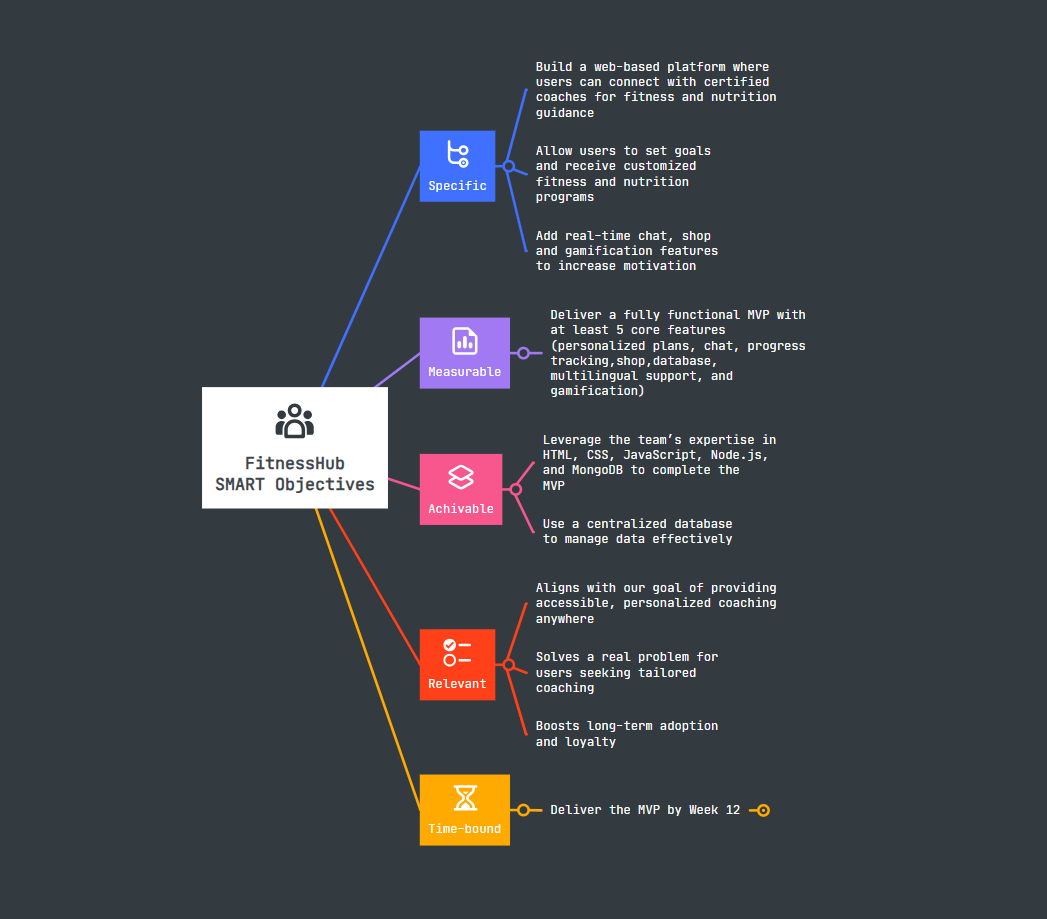 Build a web-based platform where
users can connect with certified
coaches for fitness and nutrition
guidance
Allow users to set goals
and receive customized
fitness and nutrition
programs
Specific
Add real-time chat, shop
and gamification features
to increase motivation
Deliver a fully functional MVP with
at least 5 core features
(personalized plans, chat, progress
tracking,shop,database,
multilingual support, and
gamification)
Measurable
FitnessHub
SMART Objectives
Leverage the team’s expertise in
HTML, CSS, JavaScript, Node.js,
and MongoDB to complete the
MVP
Achivable
Use a centralized database
to manage data effectively
Aligns with our goal of providing
accessible, personalized coaching
anywhere
Solves a real problem for
users seeking tailored
coaching
Relevant
Boosts long-term adoption
and loyalty
Deliver the MVP by Week 12
Time-bound